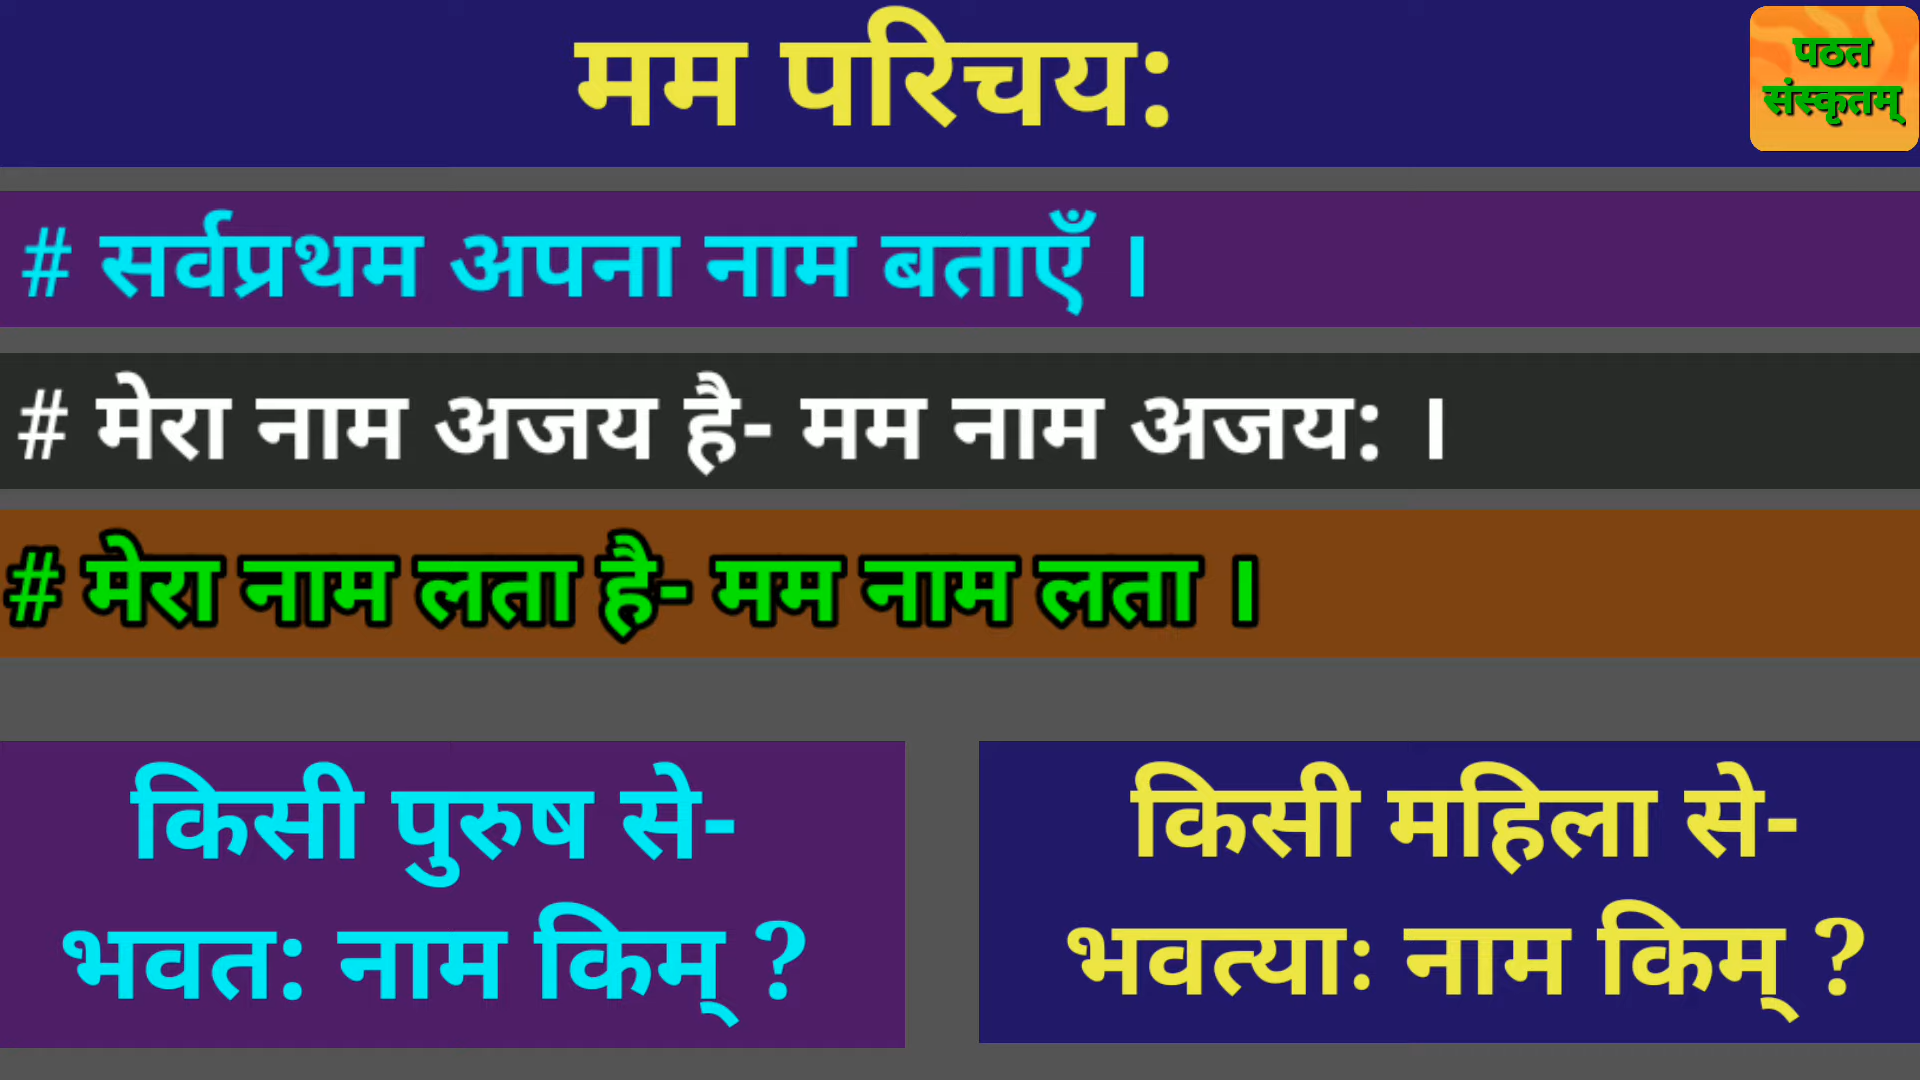 मम परिचय:
पठत
संस्कृतम्
# सर्वप्रथम अपना नाम बताएँ ।
# मेरा नाम अजय है- मम नाम अजय: ।
# मेरा नाम लता है- मम नाम लता ।
किसी पुरुष से-
भवत: नाम किम् ?
किसी महिला से-
भवत्याः नाम किम् ?